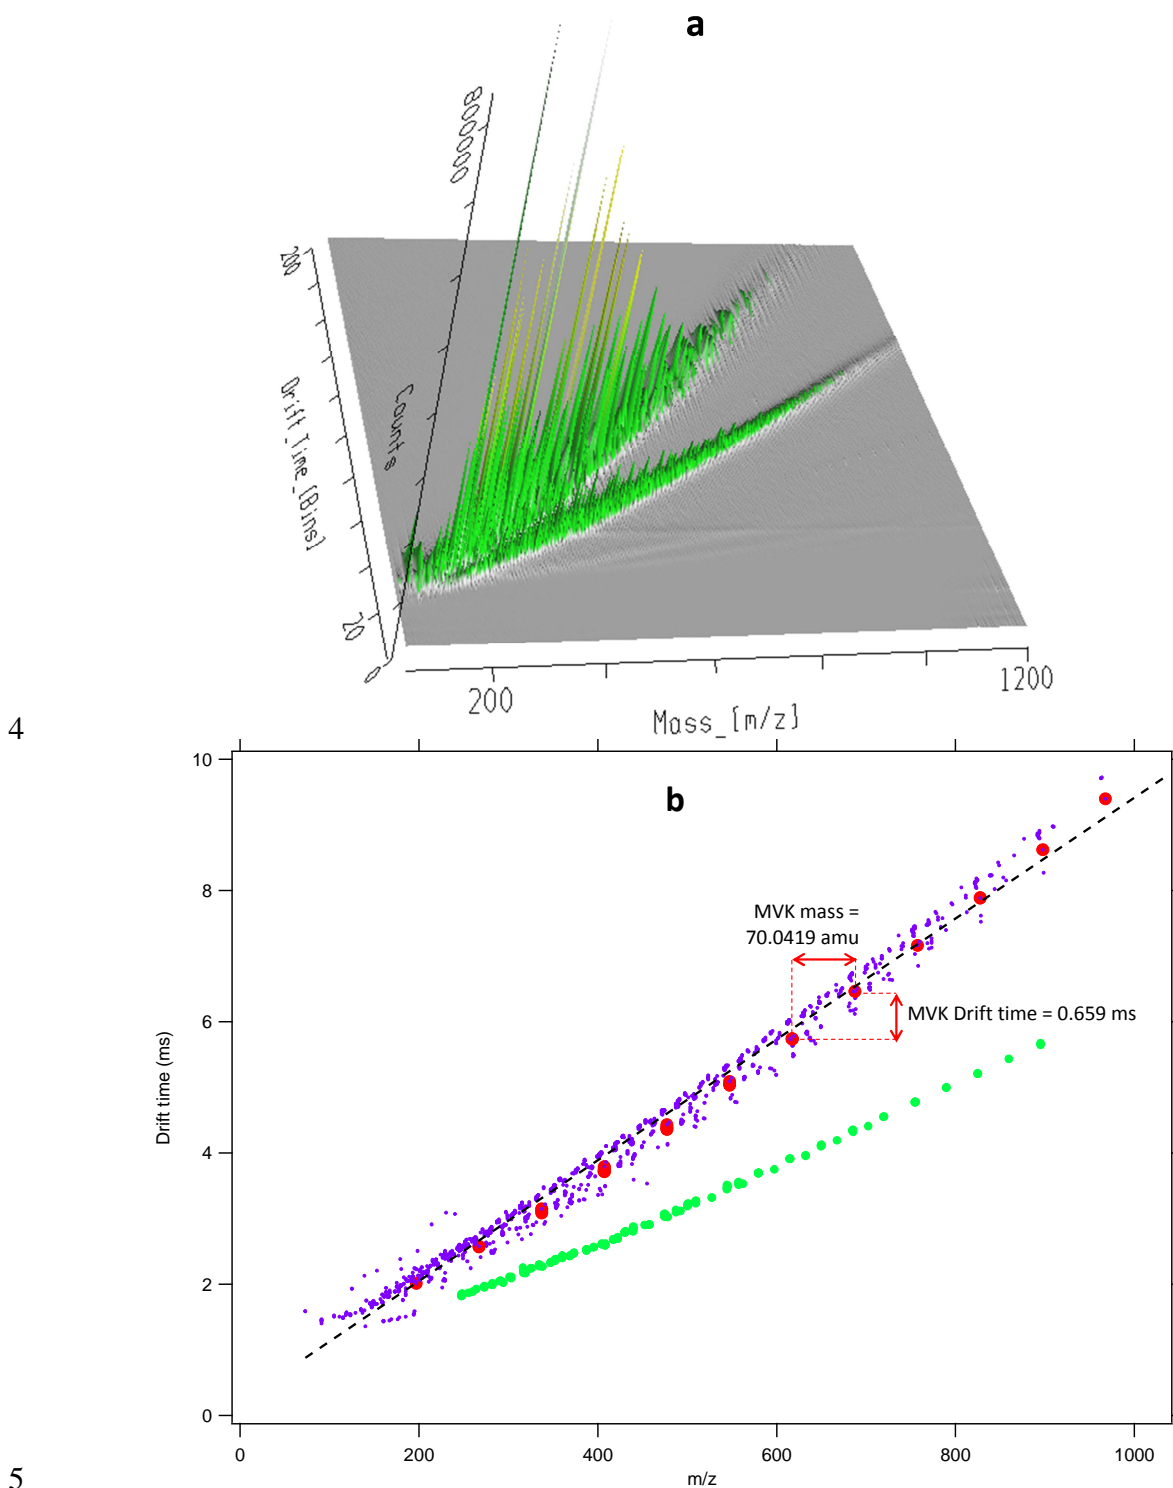 a
800000
200
Counts
Drift_Time_[Bins]
20
0
200
1200
Mass_[m/z]
4
10
b
8
MVK mass =
70.0419 amu
6
MVK Drift time = 0.659 ms
Drift time (ms)
4
2
0
0 200 400 600 800 1000
m/z
5